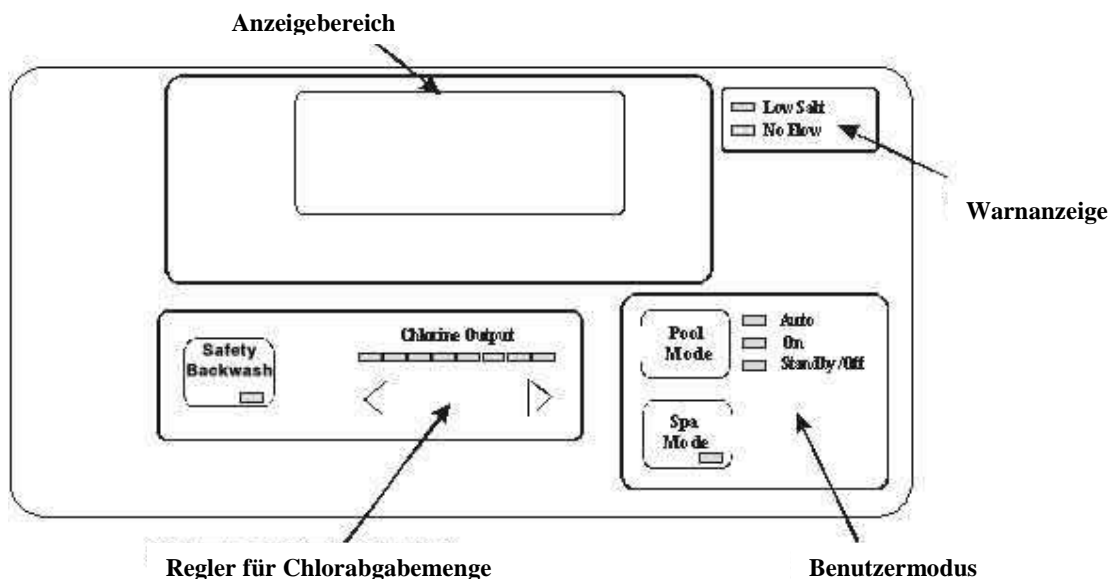 Anzeigebereich
Low Salt
No Flow
Warnanzeige
Safety
Backwash
Chlorine Output
Pool
Mode
Auto
On
StandBy/Off
Spa
Mode
Regler für Chlorabgabemenge
Benutzermodus